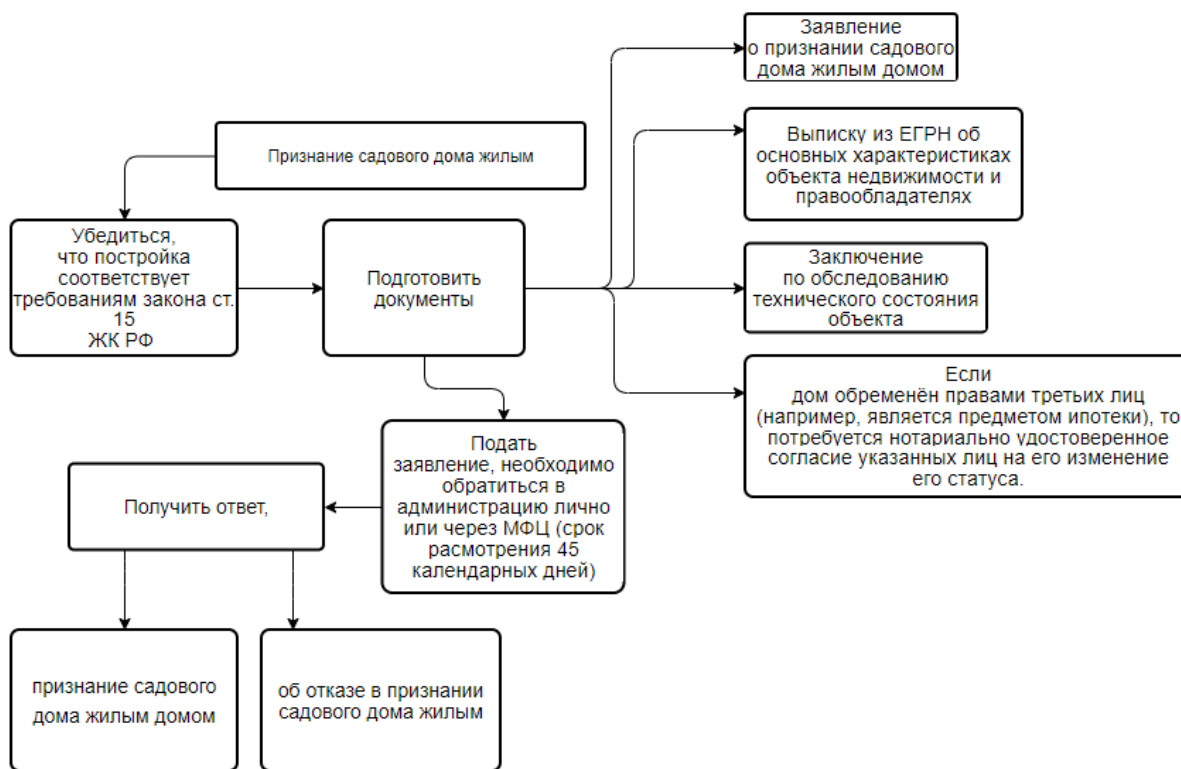 Признание садового дома жилым
Убедиться,
что постройка
соответствует
требованиям закона ст.
15
ЖК РФ
Подготовить
документы
Заявление
о признании садового
дома жилым домом
Выписку из ЕГРН об
основных характеристиках
объекта недвижимости и
правообладателях
Заключение
по обследованию
технического состояния
объекта
Если
дом обременён правами третьих лиц
(например, является предметом ипотеки), то
потребуется нотариально удостоверенное
согласие указанных лиц на его изменение
его статуса.
Подать
заявление, необходимо
обратиться в
администрацию лично
или через МФЦ (срок
расмотрения 45
календарных дней)
Получить ответ,
признание садового
дома жилым домом
об отказе в признании
садового дома жилым